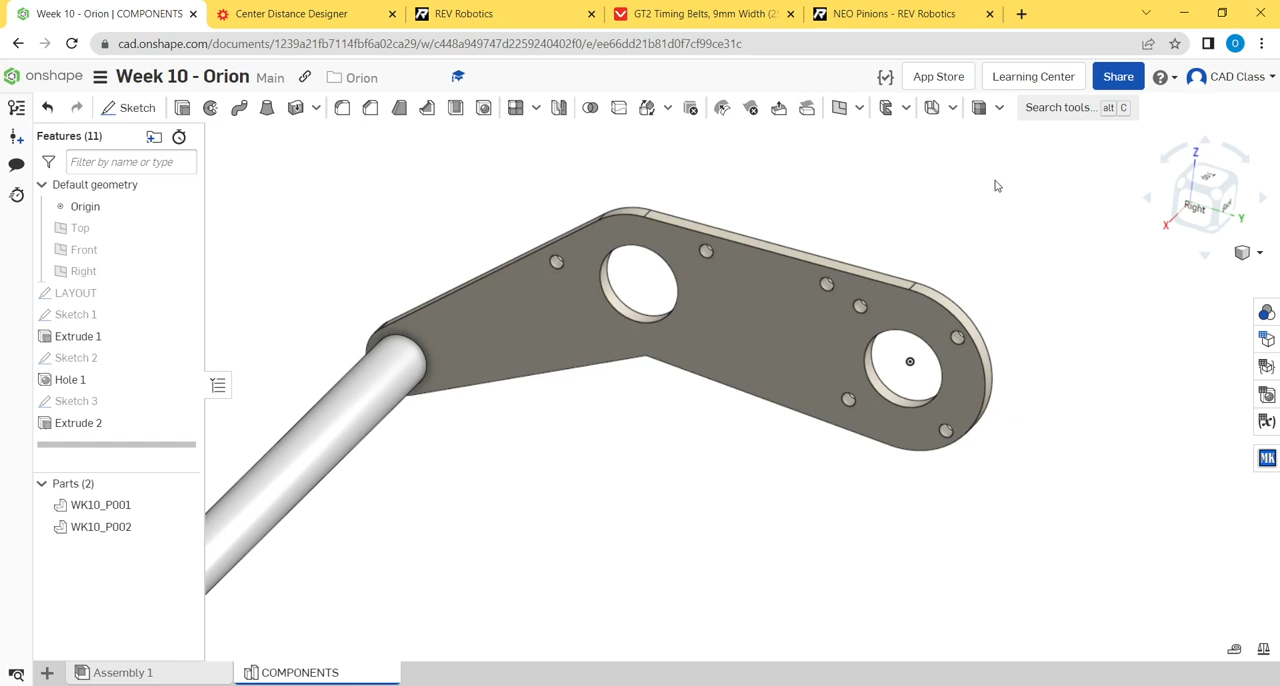 Week 10 - Orion | COMPONENTS
Center Distance Designer
REV Robotics
GT2 Timing Belts, 9mm Width (2
NEO Pinions - REV Robotics
cad.onshape.com/documents/1239a21fb7114fbf6a02ca29/w/c448a949747d3259240402f0/e/ee66dd21b81d0f7cf99ce31c
O
onshape
Week 10 - Orion
Main
Orion
App Store
Learning Center
Share
CAD Class
Sketch
Search tools...
alt
C
Features (11)
Filter by name or type
Default geometry
Origin
Top
Front
Right
LAYOUT
Sketch 1
Extrude 1
Sketch 2
Hole 1
Sketch 3
Extrude 2
Parts (2)
WK10_P001
WK10_P002
Z
Right
X
Y
MK
Assembly 1
COMPONENTS